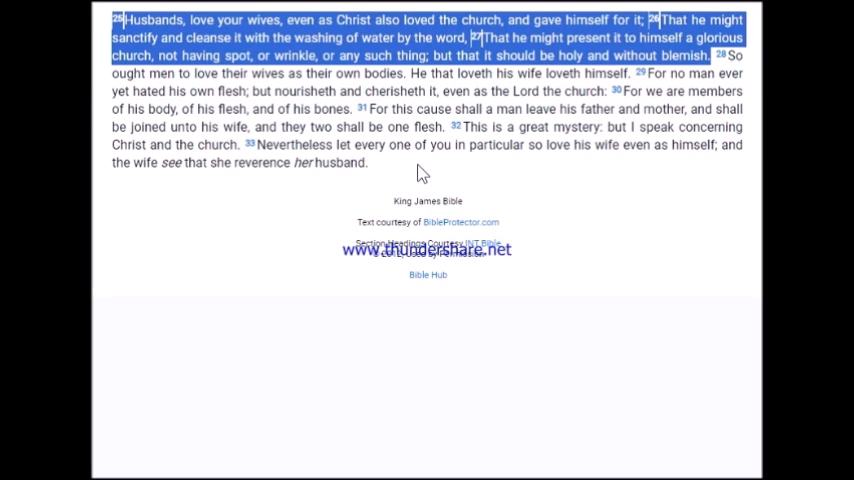 25Husbands, love your wives, even as Christ also loved the church, and gave himself for it; 26That he might
sanctify and cleanse it with the washing of water by the word, 27That he might present it to himself a glorious
church, not having spot, or wrinkle, or any such thing; but that it should be holy and without blemish. 28So
ought men to love their wives as their own bodies. He that loveth his wife loveth himself. 29For no man ever
yet hated his own flesh; but nourisheth and cherisheth it, even as the Lord the church: 30For we are members
of his body, of his flesh, and of his bones. 31For this cause shall a man leave his father and mother, and shall
be joined unto his wife, and they two shall be one flesh. 32This is a great mystery: but I speak concerning
Christ and the church. 33Nevertheless let every one of you in particular so love his wife even as himself; and
the wife see that she reverence her husband.
King James Bible
Text courtesy of BibleProtector.com
Section Headings Courtesy INT Bible
www.thundershare.net
© 2012, Used by Permission.
Bible Hub